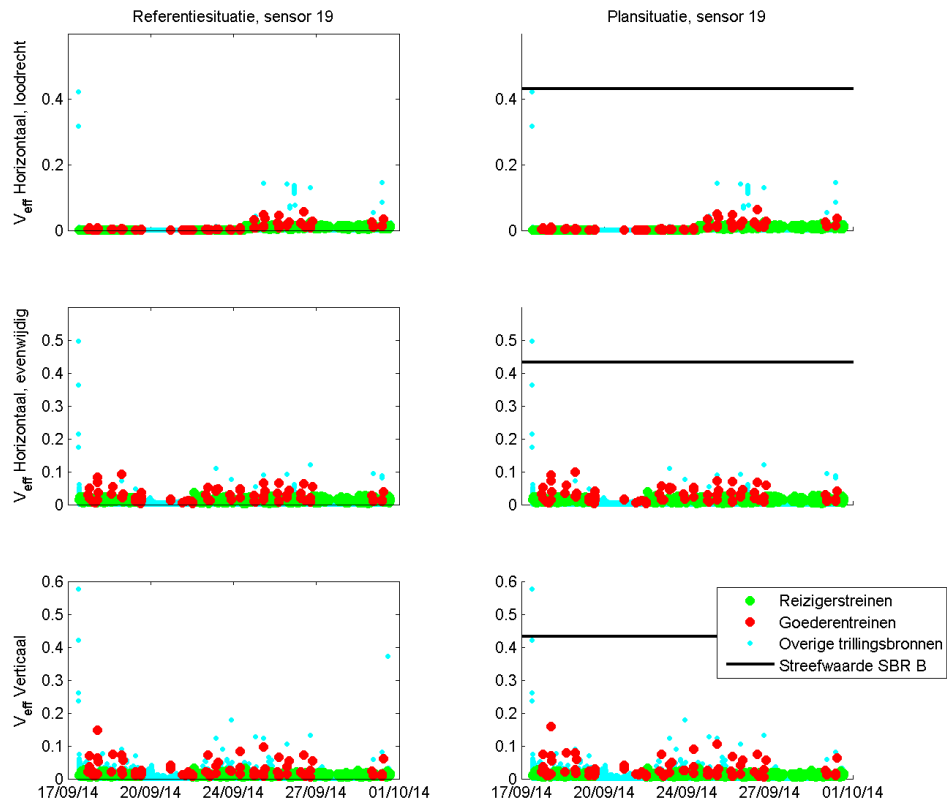 Referentiesituatie, sensor 19
Plansituatie, sensor 19
V_eff Horizontaal, loodrecht
0.4
0.2
0
0.4
0.2
0
V_eff Horizontaal, evenwijdig
0.5
0.4
0.3
0.2
0.1
0
0.5
0.4
0.3
0.2
0.1
0
V_eff Verticaal
0.6
0.5
0.4
0.3
0.2
0.1
0
0.6
0.5
0.4
0.3
0.2
0.1
0
Reizigerstreinen
Goederentreinen
Overige trillingsbronnen
Streefwaarde SBR B
17/09/14 20/09/14 24/09/14 27/09/14 01/10/14
17/09/14 20/09/14 24/09/14 27/09/14 01/10/14